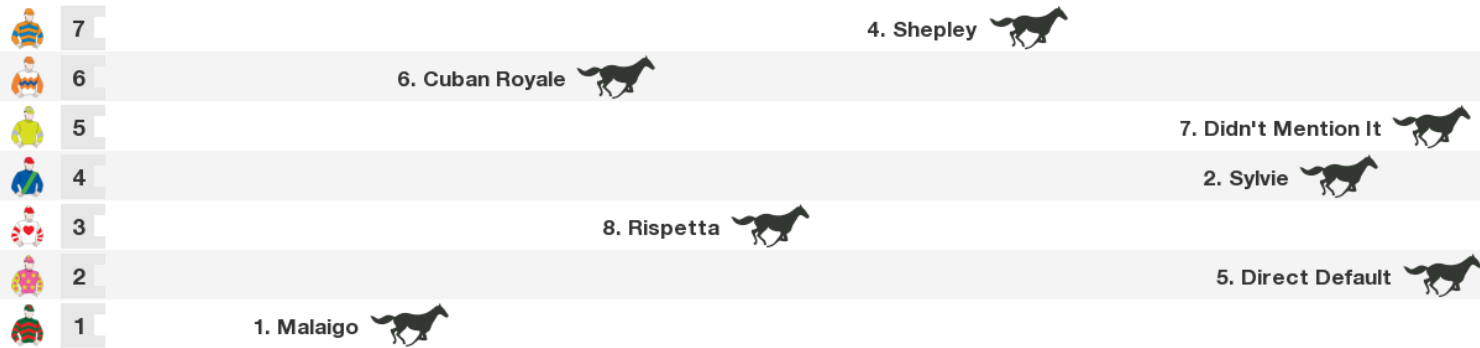 7 4. Shepley
6 6. Cuban Royale
5 7. Didn't Mention It
4 2. Sylvie
3 8. Rispetta
2 5. Direct Default
1 1. Malaigo